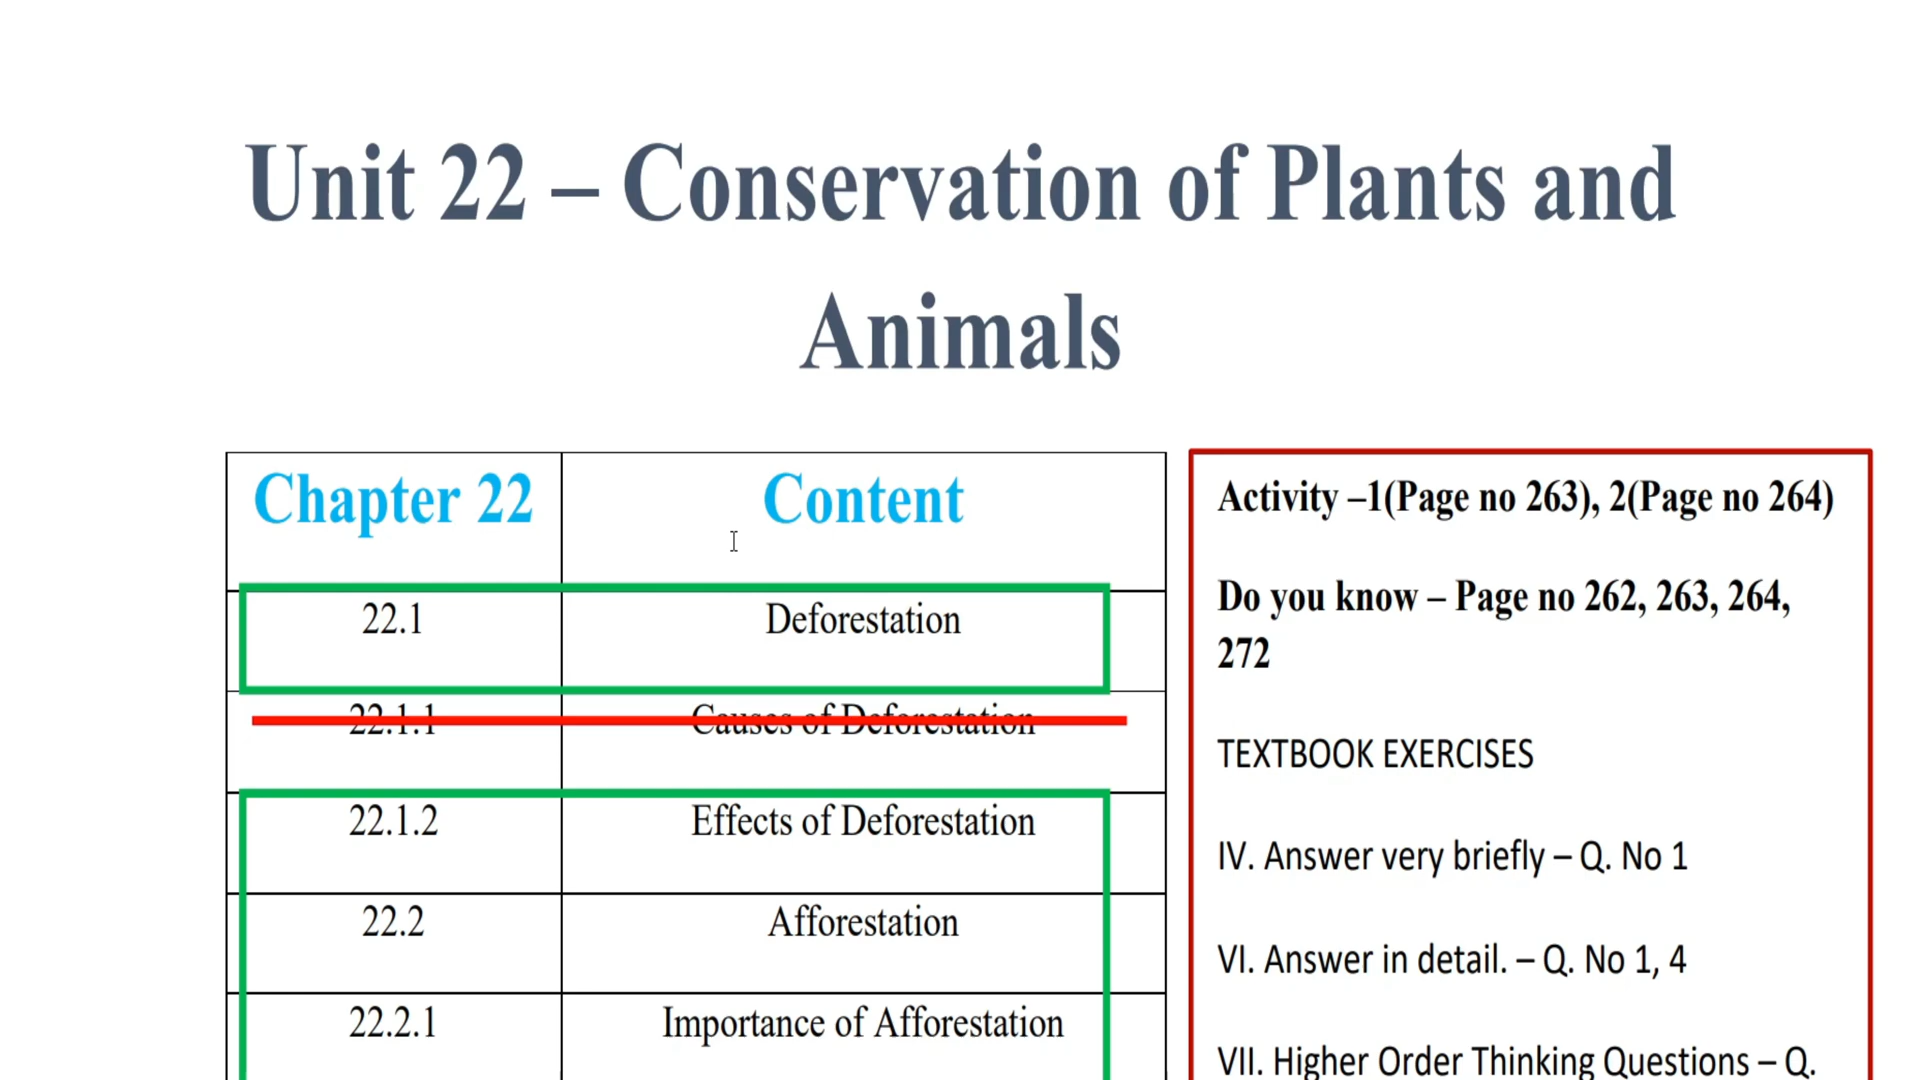 Unit 22 – Conservation of Plants and
Animals
Chapter 22 Content
22.1 Deforestation
22.1.1 Causes of Deforestation
22.1.2 Effects of Deforestation
22.2 Afforestation
22.2.1 Importance of Afforestation
Activity –1(Page no 263), 2(Page no 264)
Do you know – Page no 262, 263, 264,
272
TEXTBOOK EXERCISES
IV. Answer very briefly – Q. No 1
VI. Answer in detail. – Q. No 1, 4
VII. Higher Order Thinking Questions – Q.